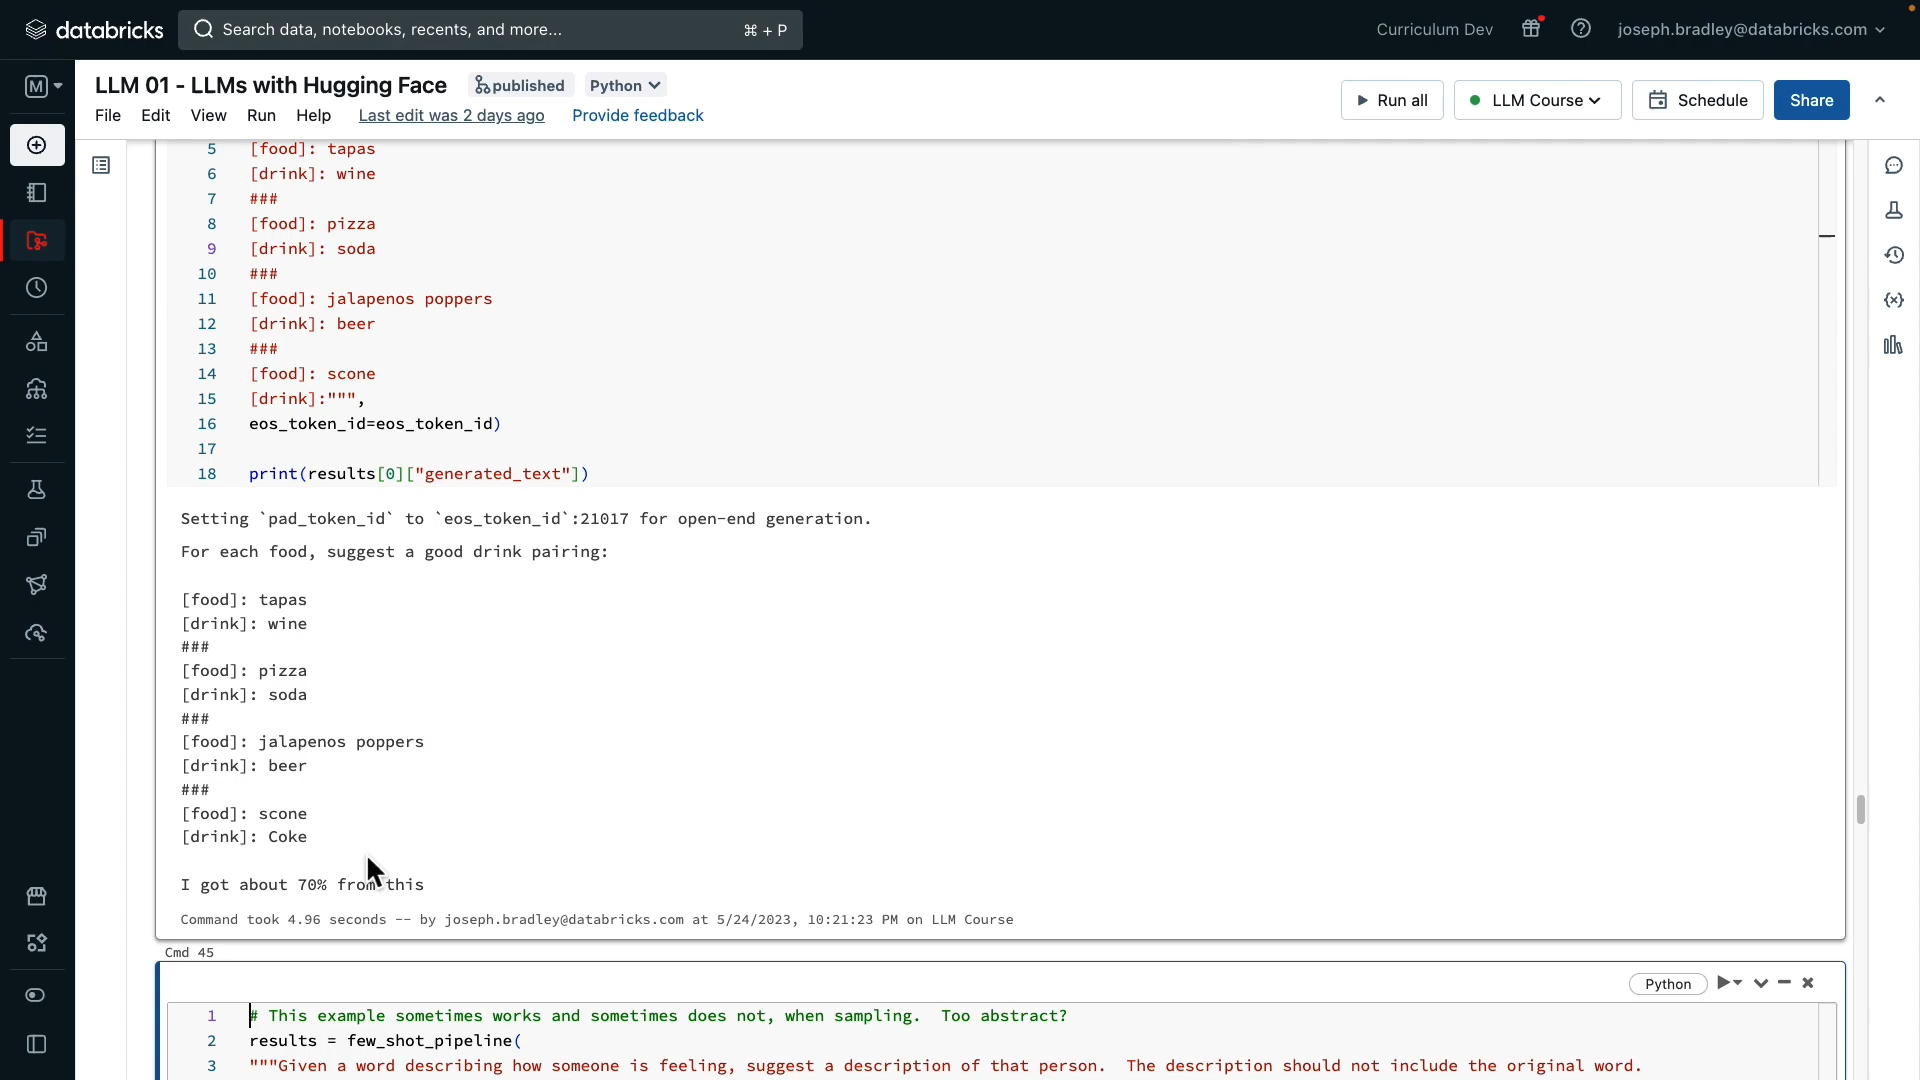 databricks
Search data, notebooks, recents, and more...
⌘ + P
Curriculum Dev
joseph.bradley@databricks.com
M
LLM 01 - LLMs with Hugging Face
published
Python
File Edit View Run Help Last edit was 2 days ago Provide feedback
Run all
LLM Course
Schedule
Share
5 [food]: tapas
6 [drink]: wine
7 ###
8 [food]: pizza
9 [drink]: soda
10 ###
11 [food]: jalapenos poppers
12 [drink]: beer
13 ###
14 [food]: scone
15 [drink]:""",
16 eos_token_id=eos_token_id)
17
18 print(results[0]["generated_text"])
Setting `pad_token_id` to `eos_token_id`:21017 for open-end generation.
For each food, suggest a good drink pairing:
[food]: tapas
[drink]: wine
###
[food]: pizza
[drink]: soda
###
[food]: jalapenos poppers
[drink]: beer
###
[food]: scone
[drink]: Coke
I got about 70% from this
Command took 4.96 seconds -- by joseph.bradley@databricks.com at 5/24/2023, 10:21:23 PM on LLM Course
Cmd 45
Python
1 # This example sometimes works and sometimes does not, when sampling.  Too abstract?
2 results = few_shot_pipeline(
3 """Given a word describing how someone is feeling, suggest a description of that person.  The description should not include the original word.